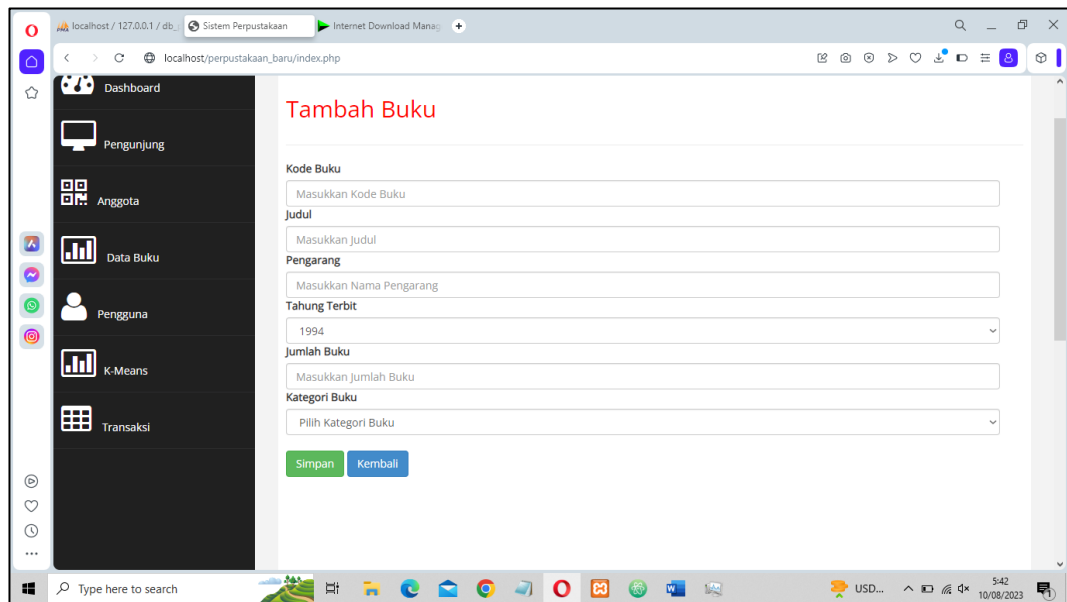 localhost / 127.0.0.1 / db_
Sistem Perpustakaan
Internet Download Manag
localhost/perpustakaan_baru/index.php
Dashboard
Pengunjung
Anggota
Data Buku
Pengguna
K-Means
Transaksi
Tambah Buku
Kode Buku
Masukkan Kode Buku
Judul
Masukkan Judul
Pengarang
Masukkan Nama Pengarang
Tahung Terbit
1994
Jumlah Buku
Masukkan Jumlah Buku
Kategori Buku
Pilih Kategori Buku
Simpan
Kembali
Type here to search
USD...
5:42
10/08/2023